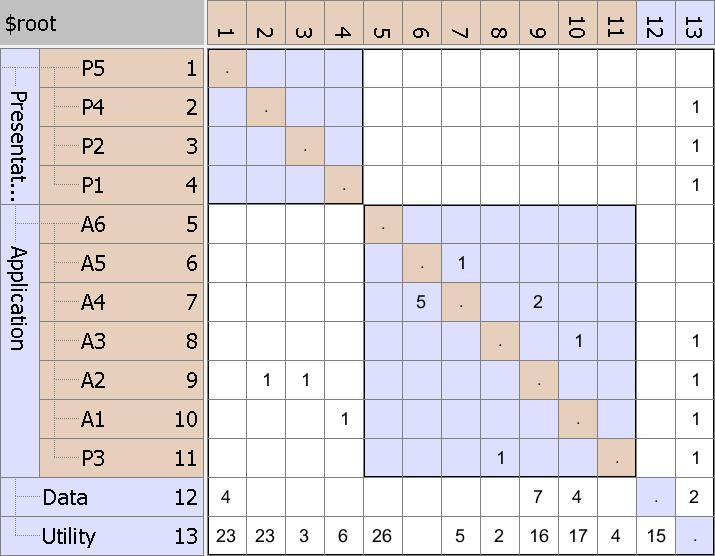 $root 1 2 3 4 5 6 7 8 9 10 11 12 13
Presentat...
P5 1 .
P4 2 . 1
P2 3 . 1
P1 4 . 1
Application
A6 5 .
A5 6 . 1
A4 7 5 . 2
A3 8 . 1 1
A2 9 1 1 . 1
A1 10 1 . 1
P3 11 1 . 1
Data 12 4 7 4 . 2
Utility 13 23 23 3 6 26 5 2 16 17 4 15 .